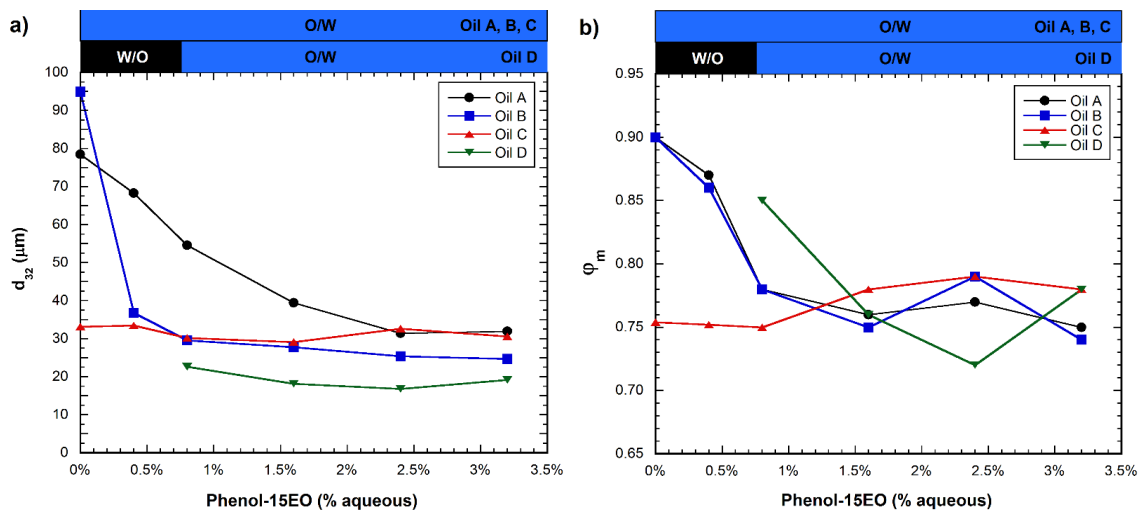 a)
O/W Oil A, B, C
W/O O/W Oil D
100
90
80
70
60
50
40
30
20
10
0
d32 (μm)
Oil A
Oil B
Oil C
Oil D
0% 0.5% 1% 1.5% 2% 2.5% 3% 3.5%
Phenol-15EO (% aqueous)
b)
O/W Oil A, B, C
W/O O/W Oil D
0.95
0.90
0.85
0.80
0.75
0.70
0.65
φm
Oil A
Oil B
Oil C
Oil D
0% 0.5% 1% 1.5% 2% 2.5% 3% 3.5%
Phenol-15EO (% aqueous)